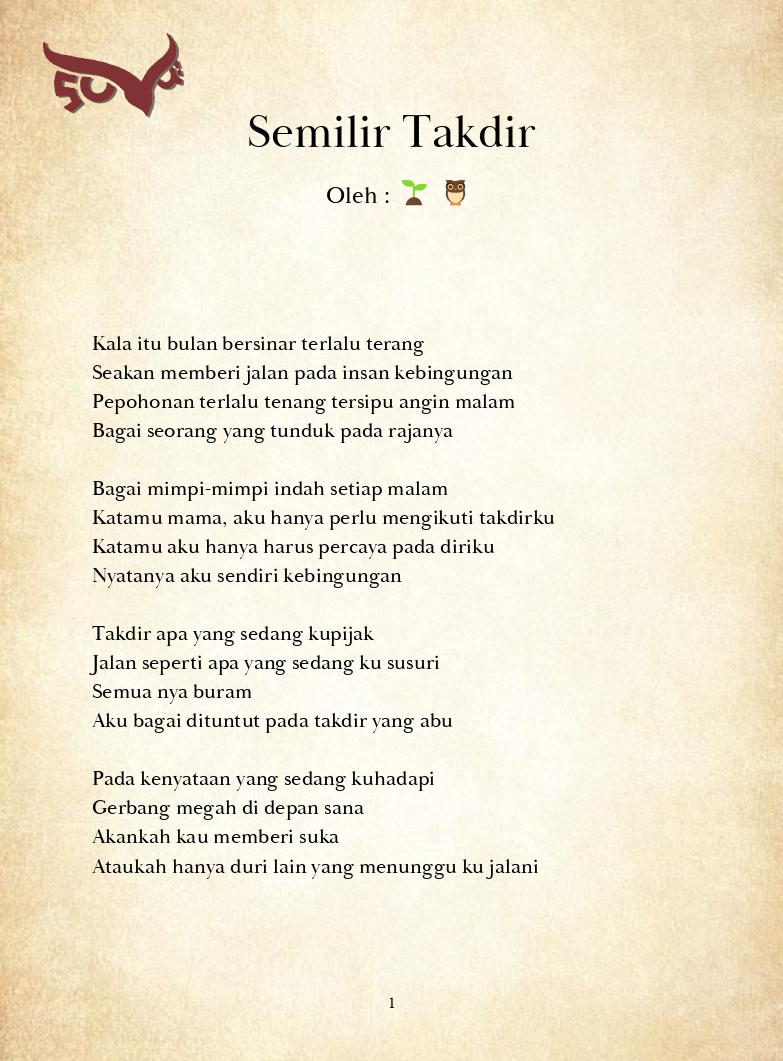 Semilir Takdir
Oleh : 🌱 🦉
Kala itu bulan bersinar terlalu terang
Seakan memberi jalan pada insan kebingungan
Pepohonan terlalu tenang tersipu angin malam
Bagai seorang yang tunduk pada rajanya
Bagai mimpi-mimpi indah setiap malam
Katamu mama, aku hanya perlu mengikuti takdirku
Katamu aku hanya harus percaya pada diriku
Nyatanya aku sendiri kebingungan
Takdir apa yang sedang kupijak
Jalan seperti apa yang sedang ku susuri
Semua nya buram
Aku bagai dituntut pada takdir yang abu
Pada kenyataan yang sedang kuhadapi
Gerbang megah di depan sana
Akankah kau memberi suka
Ataukah hanya duri lain yang menunggu ku jalani
1